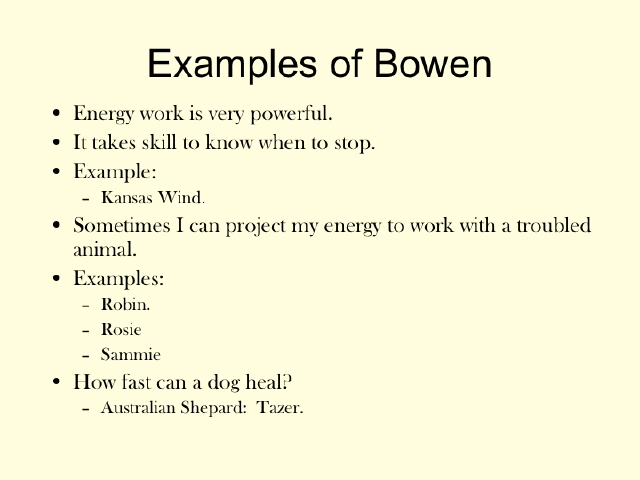 Examples of Bowen
• Energy work is very powerful.
• It takes skill to know when to stop.
• Example:
– Kansas Wind.
• Sometimes I can project my energy to work with a troubled
animal.
• Examples:
– Robin.
– Rosie
– Sammie
• How fast can a dog heal?
– Australian Shepard:  Tazer.